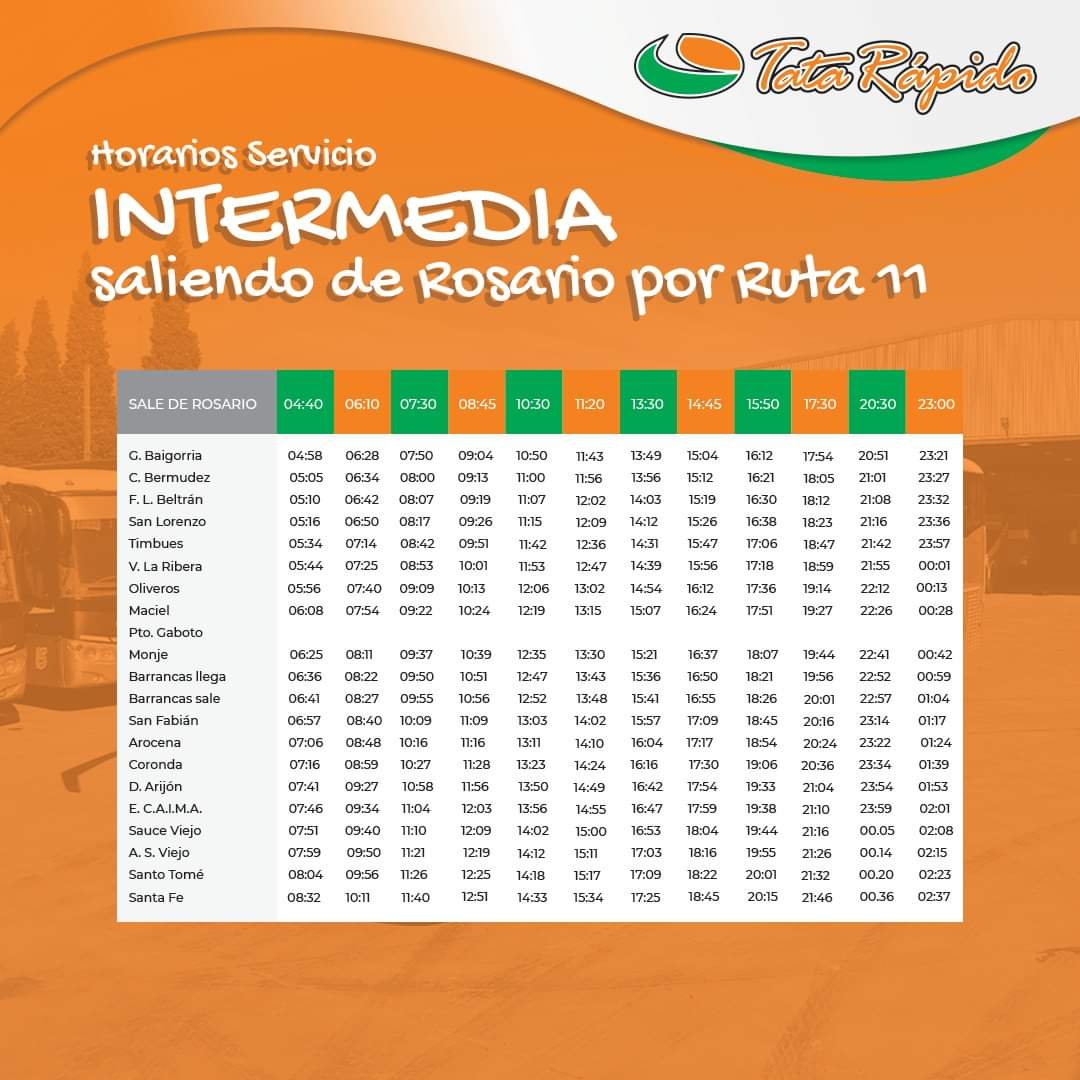 Tata Rápido
Horarios Servicio
INTERMEDIA
saliendo de Rosario por Ruta 11
SALE DE ROSARIO 04:40 06:10 07:30 08:45 10:30 11:20 13:30 14:45 15:50 17:30 20:30 23:00
G. Baigorria 04:58 06:28 07:50 09:04 10:50 11:43 13:49 15:04 16:12 17:54 20:51 23:21
C. Bermudez 05:05 06:34 08:00 09:13 11:00 11:56 13:56 15:12 16:21 18:05 21:01 23:27
F. L. Beltrán 05:10 06:42 08:07 09:19 11:07 12:02 14:03 15:19 16:30 18:12 21:08 23:32
San Lorenzo 05:16 06:50 08:17 09:26 11:15 12:09 14:12 15:26 16:38 18:23 21:16 23:36
Timbues 05:34 07:14 08:42 09:51 11:42 12:36 14:31 15:47 17:06 18:47 21:42 23:57
V. La Ribera 05:44 07:25 08:53 10:01 11:53 12:47 14:39 15:56 17:18 18:59 21:55 00:01
Oliveros 05:56 07:40 09:09 10:13 12:06 13:02 14:54 16:12 17:36 19:14 22:12 00:13
Maciel 06:08 07:54 09:22 10:24 12:19 13:15 15:07 16:24 17:51 19:27 22:26 00:28
Pto. Gaboto
Monje 06:25 08:11 09:37 10:39 12:35 13:30 15:21 16:37 18:07 19:44 22:41 00:42
Barrancas llega 06:36 08:22 09:50 10:51 12:47 13:43 15:36 16:50 18:21 19:56 22:52 00:59
Barrancas sale 06:41 08:27 09:55 10:56 12:52 13:48 15:41 16:55 18:26 20:01 22:57 01:04
San Fabián 06:57 08:40 10:09 11:09 13:03 14:02 15:57 17:09 18:45 20:16 23:14 01:17
Arocena 07:06 08:48 10:16 11:16 13:11 14:10 16:04 17:17 18:54 20:24 23:22 01:24
Coronda 07:16 08:59 10:27 11:28 13:23 14:24 16:16 17:30 19:06 20:36 23:34 01:39
D. Arijón 07:41 09:27 10:58 11:56 13:50 14:49 16:42 17:54 19:33 21:04 23:54 01:53
E. C.A.I.M.A. 07:46 09:34 11:04 12:03 13:56 14:55 16:47 17:59 19:38 21:10 23:59 02:01
Sauce Viejo 07:51 09:40 11:10 12:09 14:02 15:00 16:53 18:04 19:44 21:16 00.05 02:08
A. S. Viejo 07:59 09:50 11:21 12:19 14:12 15:11 17:03 18:16 19:55 21:26 00.14 02:15
Santo Tomé 08:04 09:56 11:26 12:25 14:18 15:17 17:09 18:22 20:01 21:32 00.20 02:23
Santa Fe 08:32 10:11 11:40 12:51 14:33 15:34 17:25 18:45 20:15 21:46 00.36 02:37